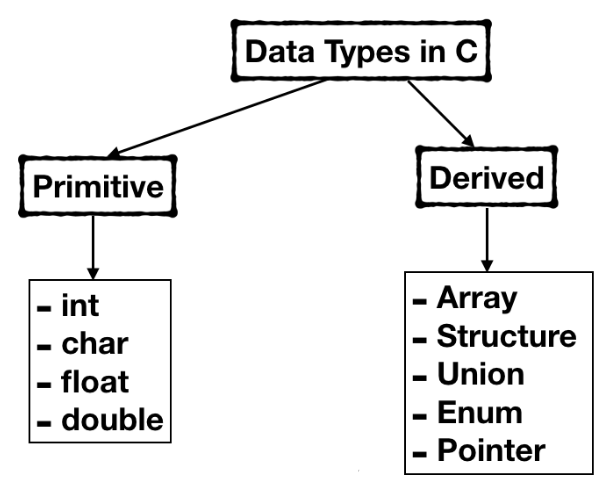 Data Types in C
Primitive
Derived
- int
- char
- float
- double
- Array
- Structure
- Union
- Enum
- Pointer